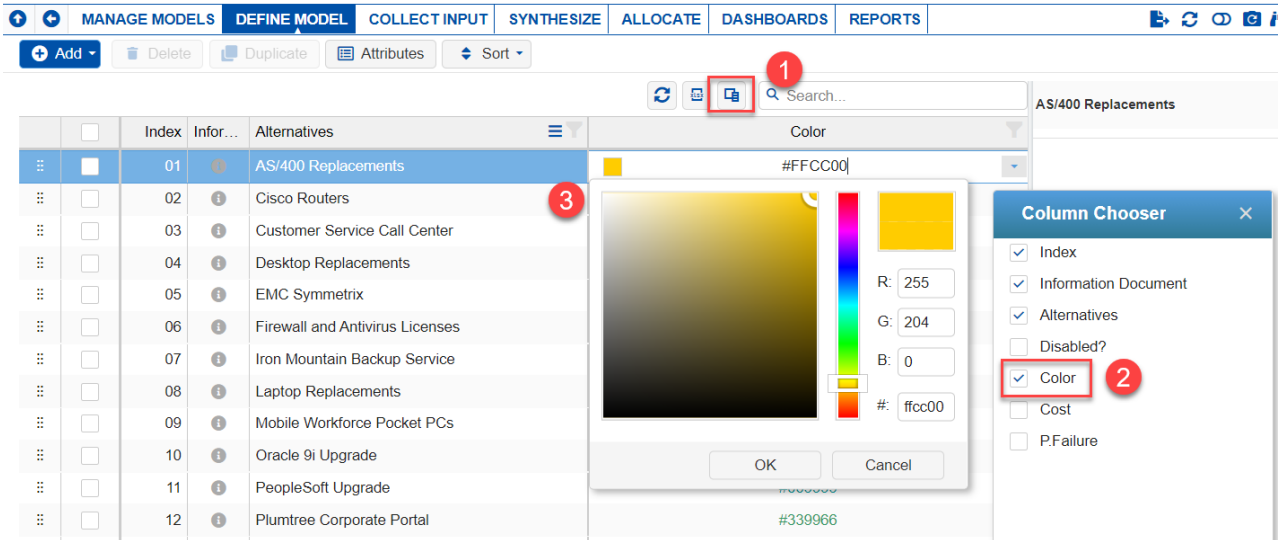 MANAGE MODELS DEFINE MODEL COLLECT INPUT SYNTHESIZE ALLOCATE DASHBOARDS REPORTS
Add Delete Duplicate Attributes Sort
1
Search...
AS/400 Replacements
Index Infor... Alternatives Color
01 AS/400 Replacements #FFCC00
02 Cisco Routers
3
03 Customer Service Call Center
04 Desktop Replacements
05 EMC Symmetrix
06 Firewall and Antivirus Licenses
07 Iron Mountain Backup Service
08 Laptop Replacements
09 Mobile Workforce Pocket PCs
10 Oracle 9i Upgrade
11 PeopleSoft Upgrade
12 Plumtree Corporate Portal #339966
R: 255
G: 204
B: 0
#: ffcc00
OK Cancel
Column Chooser
Index
Information Document
Alternatives
Disabled?
Color
2
Cost
P.Failure